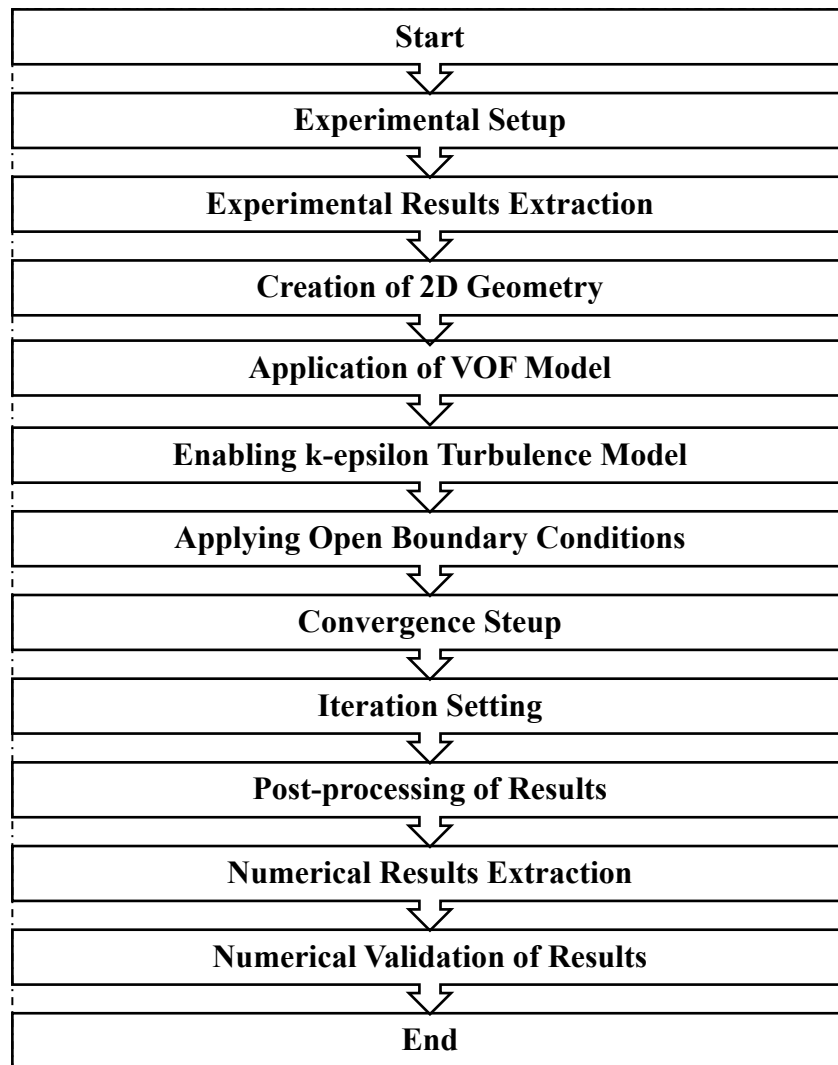 Start
Experimental Setup
Experimental Results Extraction
Creation of 2D Geometry
Application of VOF Model
Enabling k-epsilon Turbulence Model
Applying Open Boundary Conditions
Convergence Steup
Iteration Setting
Post-processing of Results
Numerical Results Extraction
Numerical Validation of Results
End